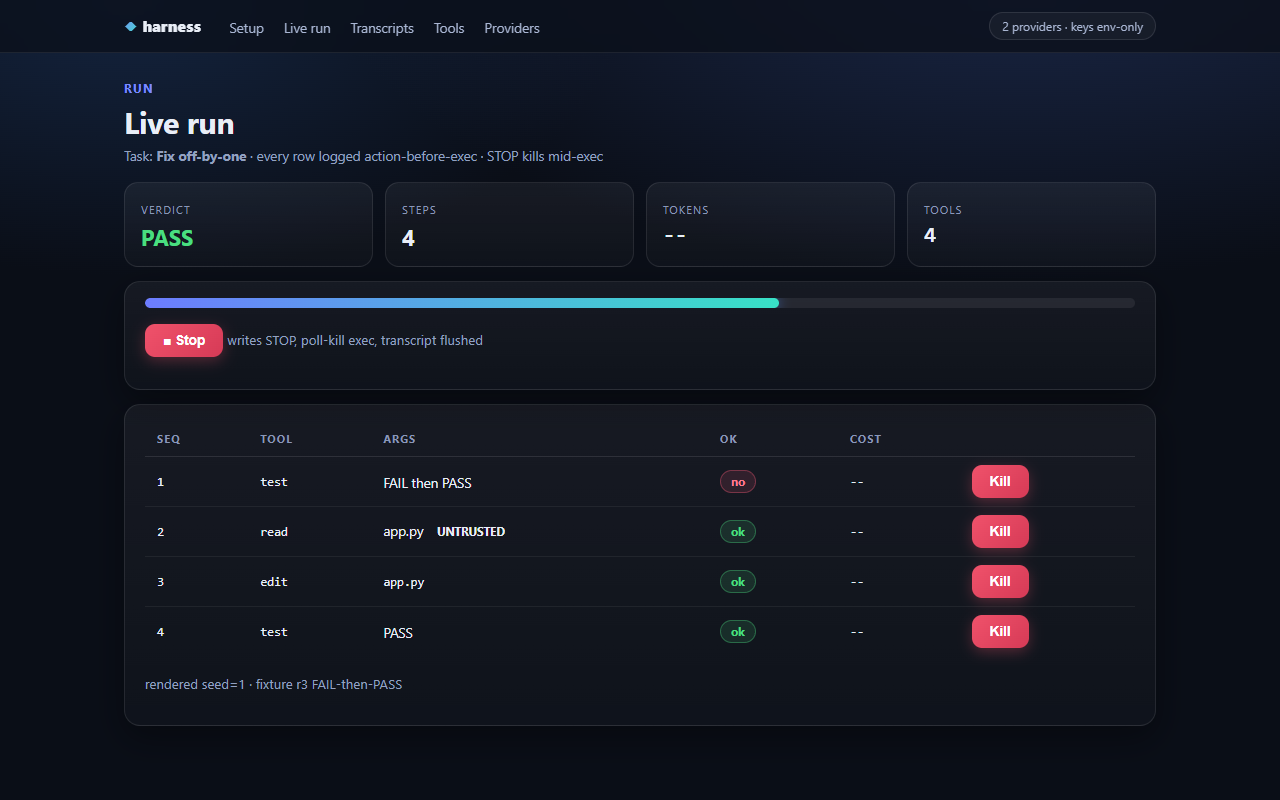 ◆ harness Setup Live run Transcripts Tools Providers 2 providers · keys env-only
RUN
Live run
Task: Fix off-by-one · every row logged action-before-exec · STOP kills mid-exec
VERDICT STEPS TOKENS TOOLS
PASS 4 -- 4
■ Stop writes STOP, poll-kill exec, transcript flushed
SEQ TOOL ARGS OK COST
1 test FAIL then PASS no -- Kill
2 read app.py UNTRUSTED ok -- Kill
3 edit app.py ok -- Kill
4 test PASS ok -- Kill
rendered seed=1 · fixture r3 FAIL-then-PASS